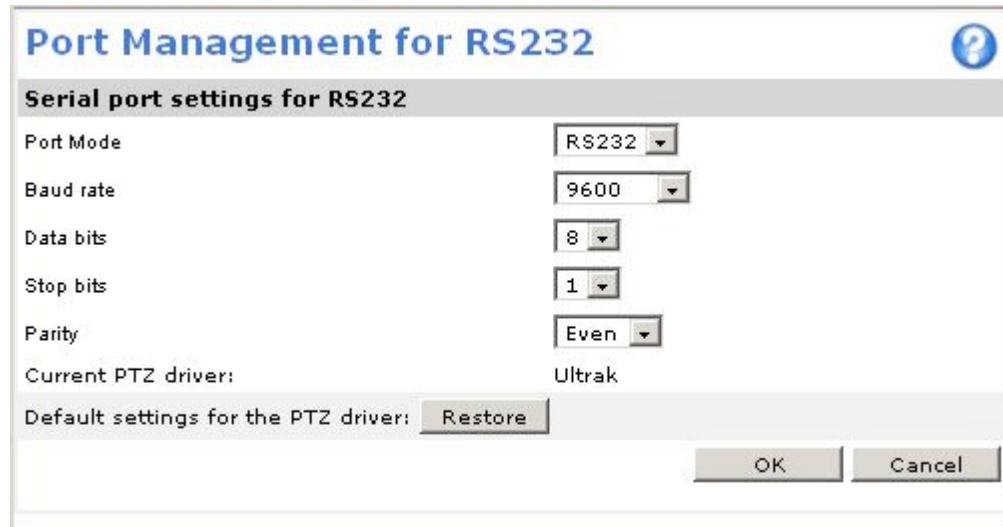 Port Management for RS232
?
Serial port settings for RS232
Port Mode RS232
Baud rate 9600
Data bits 8
Stop bits 1
Parity Even
Current PTZ driver: Ultrak
Default settings for the PTZ driver: Restore
OK Cancel